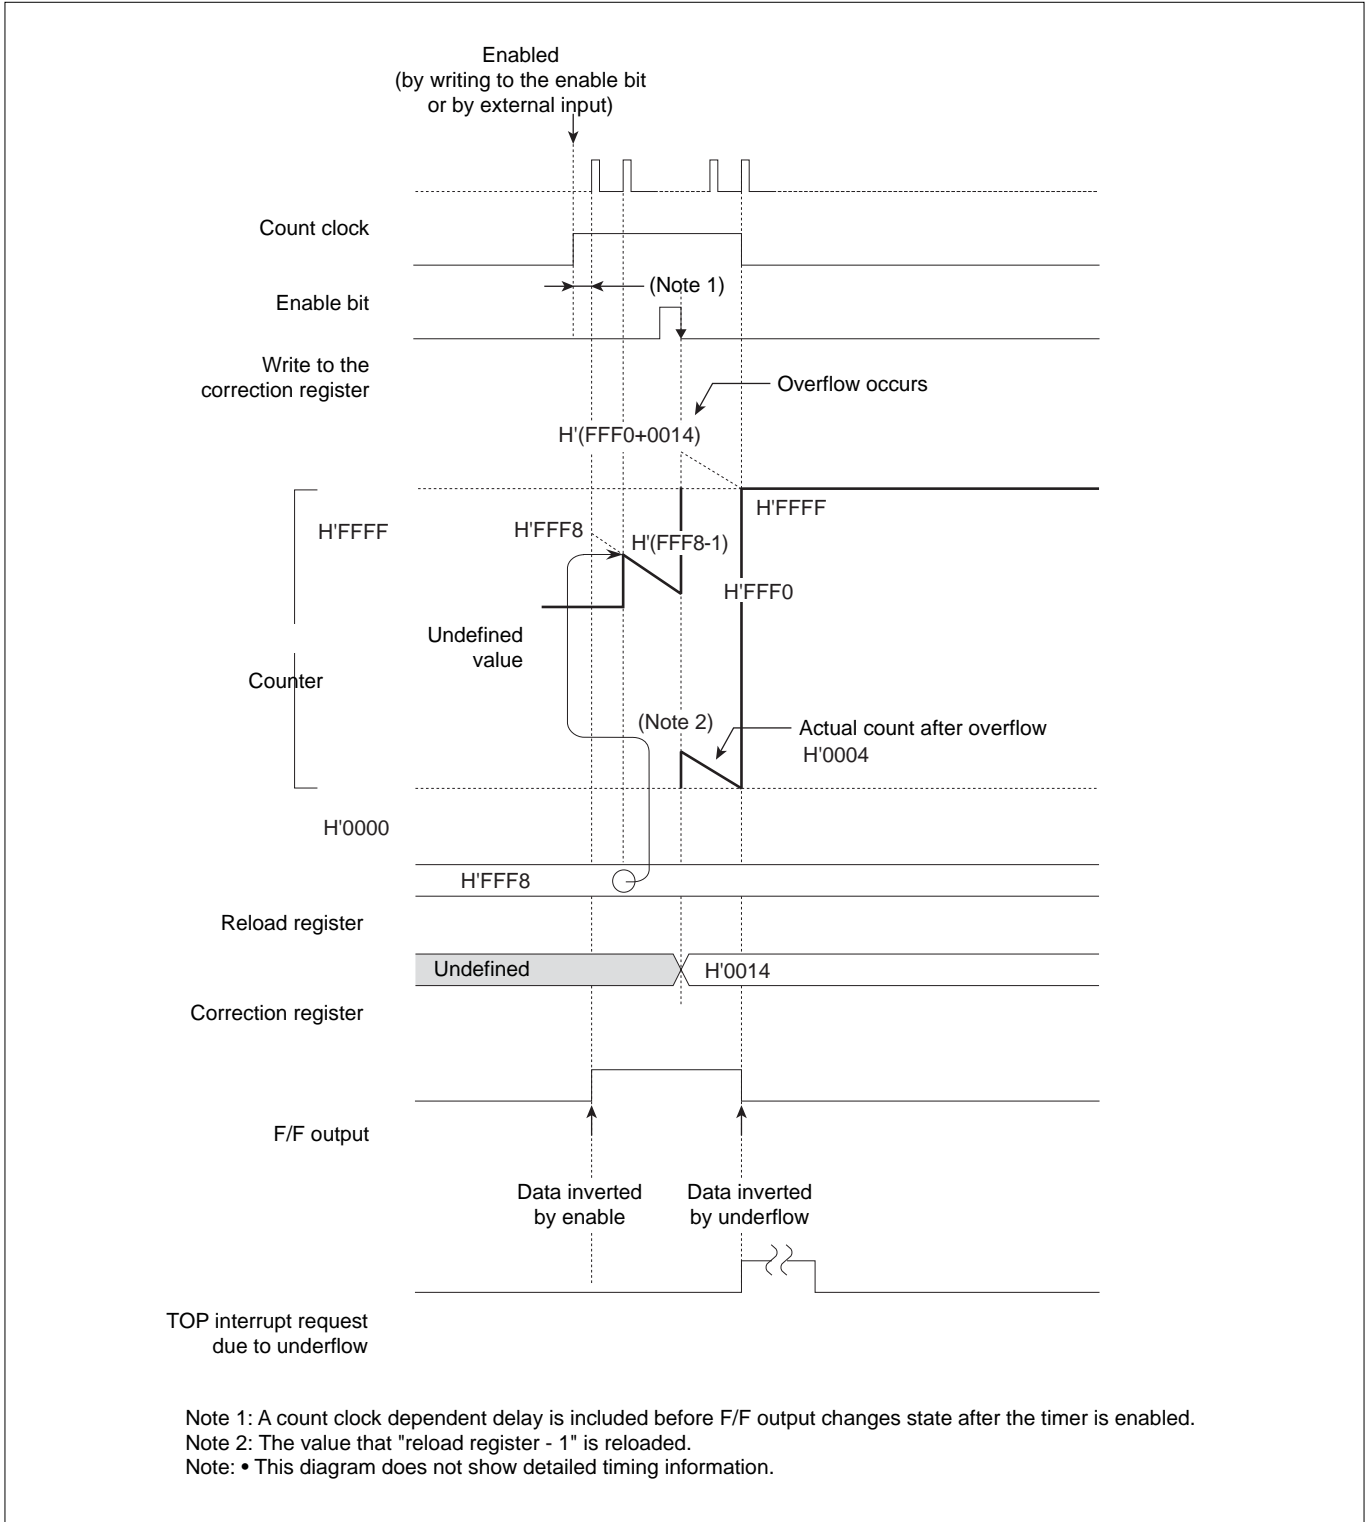 Enabled
(by writing to the enable bit
or by external input)
Count clock
(Note 1)
Enable bit
Write to the
correction register
Overflow occurs
H'(FFF0+0014)
H'FFFF
H'FFFF
H'FFF8
H'(FFF8-1)
H'FFF0
Undefined
value
Counter
(Note 2)
Actual count after overflow
H'0004
H'0000
H'FFF8
Reload register
Undefined
H'0014
Correction register
F/F output
Data inverted
by enable
Data inverted
by underflow
TOP interrupt request
due to underflow
Note 1: A count clock dependent delay is included before F/F output changes state after the timer is enabled.
Note 2: The value that "reload register - 1" is reloaded.
Note: • This diagram does not show detailed timing information.